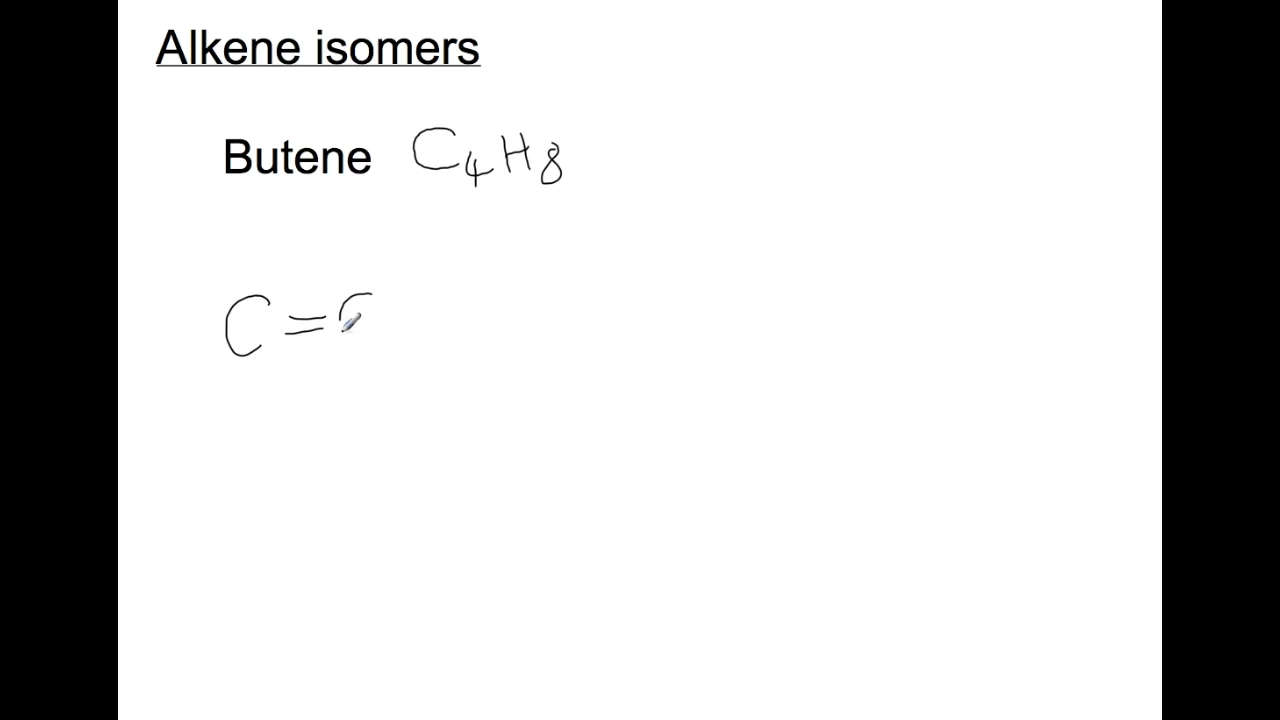 Alkene isomers
Butene C₄H₈
C =